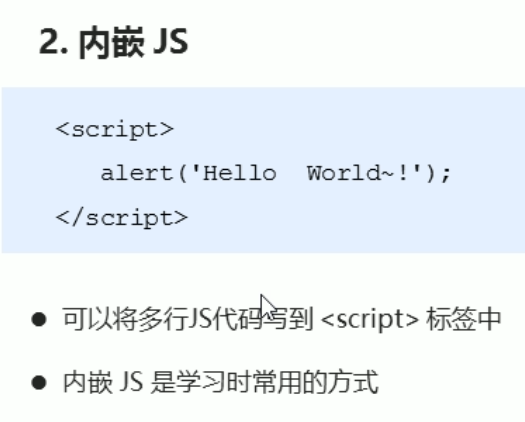 2. 内嵌 JS
<script>
alert('Hello  World~!');
</script>
● 可以将多行JS代码写到 <script> 标签中
● 内嵌 JS 是学习时常用的方式